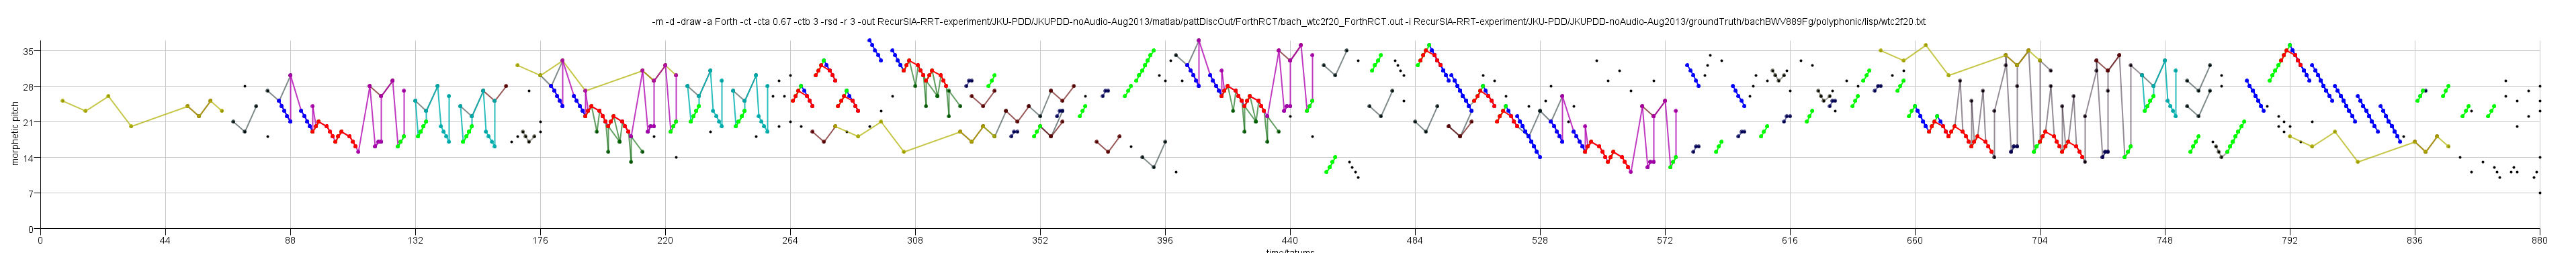 -m -d -draw -a Forth -ct -cta 0.67 -ctb 3 -rsd -r 3 -out RecurSIA-RRT-experiment/JKU-PDD/JKUPDD-noAudio-Aug2013/matlab/pattDiscOut/ForthRCT/bach_wtc2f20_ForthRCT.out -i RecurSIA-RRT-experiment/JKU-PDD/JKUPDD-noAudio-Aug2013/groundTruth/bachBWV889Fg/polyphonic/lisp/wtc2f20.txt
morphetic pitch
35
28
21
14
7
0
0 44 88 132 176 220 264 308 352 396 440 484 528 572 616 660 704 748 792 836 880
time/tatums